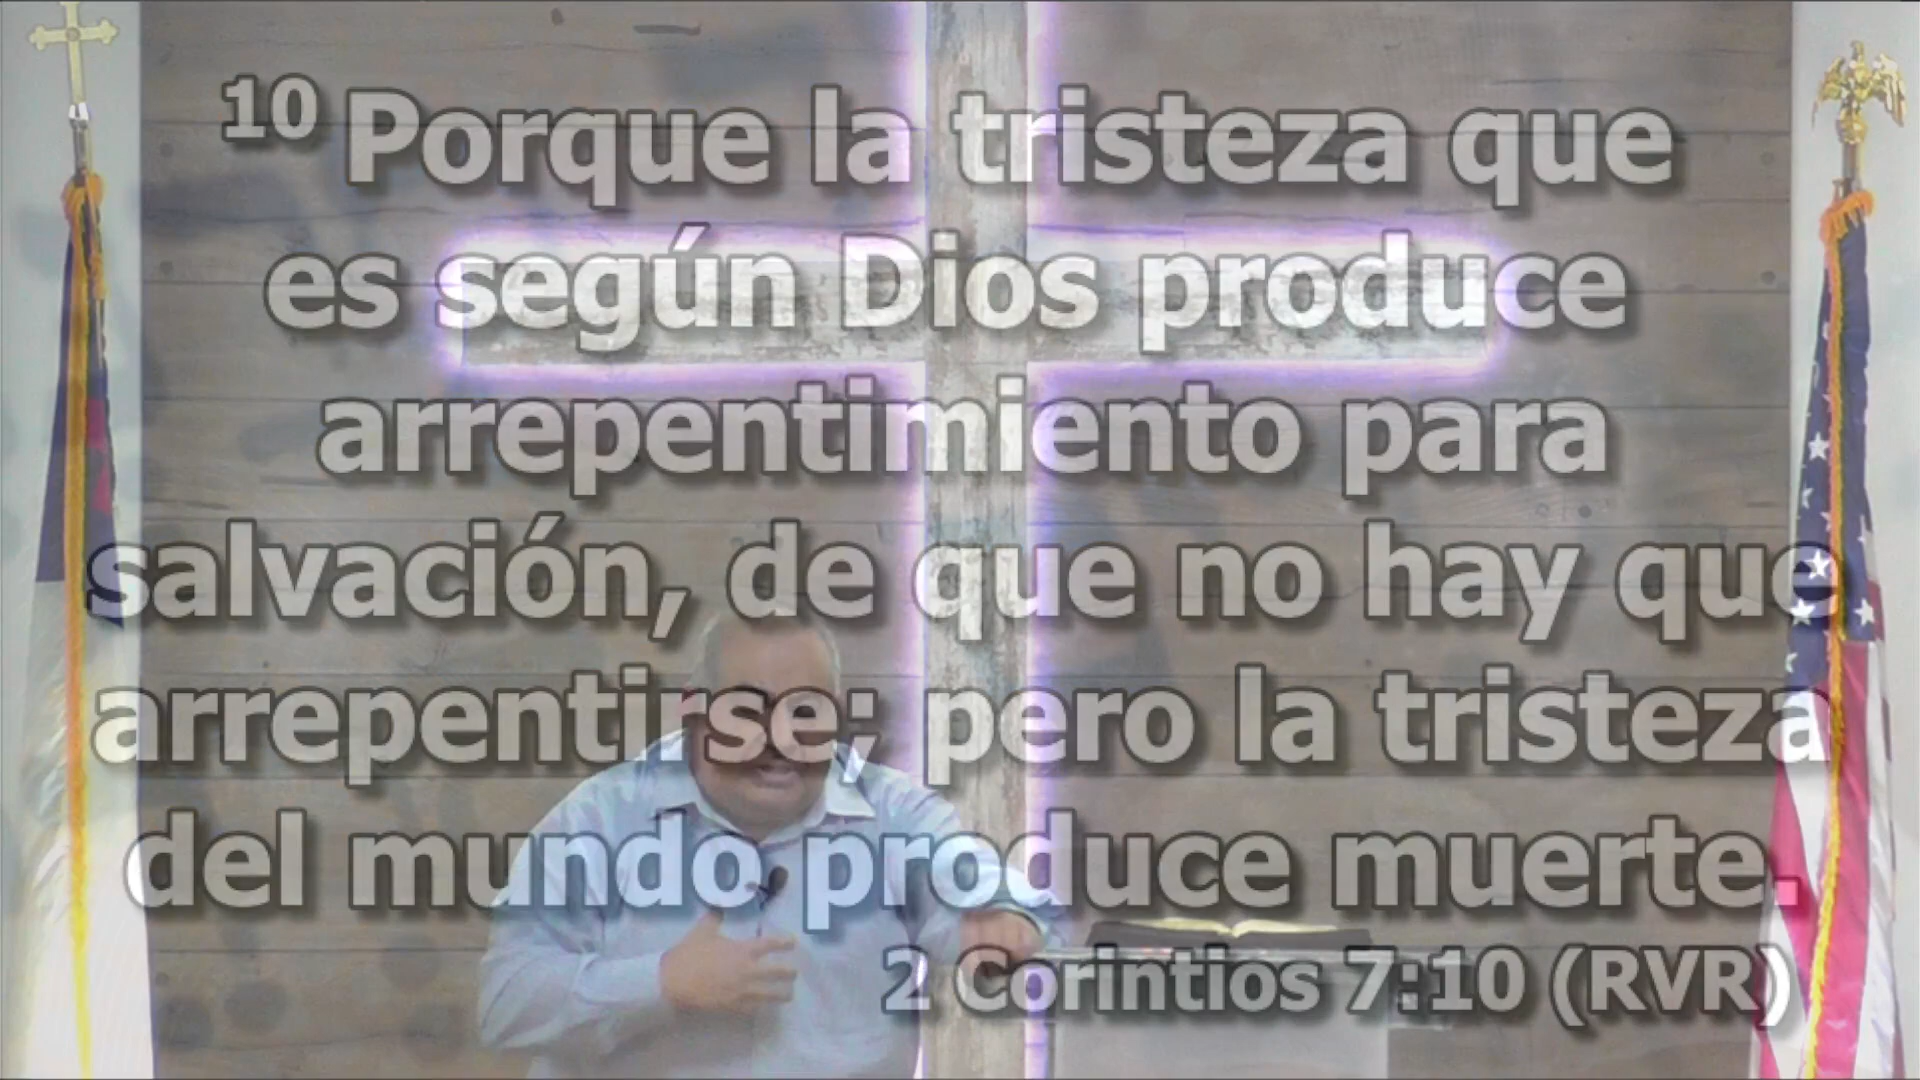 10 Porque la tristeza que
es según Dios produce
arrepentimiento para
salvación, de que no hay que
arrepentirse; pero la tristeza
del mundo produce muerte.
2 Corintios 7:10 (RVR)